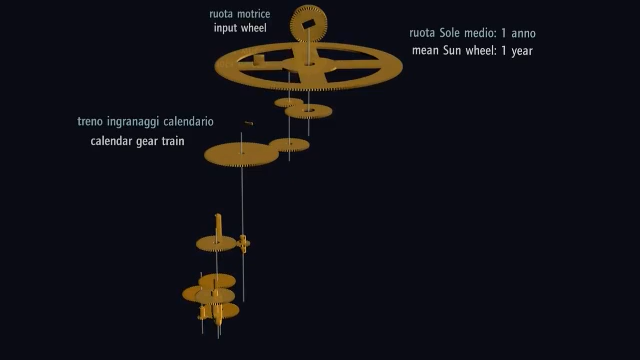 ruota motrice
input wheel
ruota Sole medio: 1 anno
mean Sun wheel: 1 year
treno ingranaggi calendario
calendar gear train